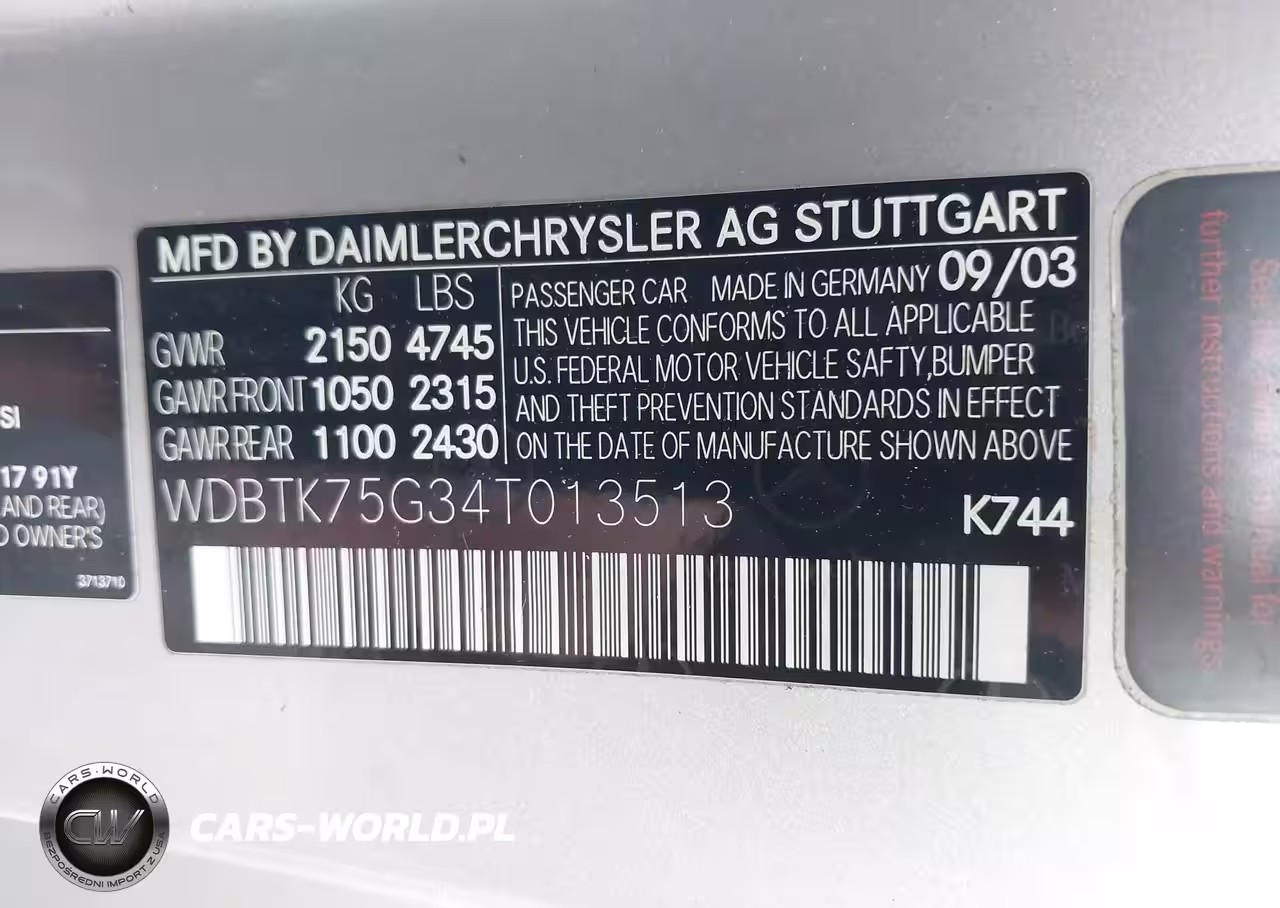 MFD BY DAIMLERCHRYSLER AG STUTTGART
KG LBS
GVWR 2150 4745
GAWR FRONT 1050 2315
GAWR REAR 1100 2430
PASSENGER CAR MADE IN GERMANY 09/03
THIS VEHICLE CONFORMS TO ALL APPLICABLE
U.S. FEDERAL MOTOR VEHICLE SAFTY,BUMPER
AND THEFT PREVENTION STANDARDS IN EFFECT
ON THE DATE OF MANUFACTURE SHOWN ABOVE
WDBTK75G34T013513
K744
SI
17 91Y
AND REAR)
OWNER'S
3713710
See
further instructions and warnings
CARS-WORLD
CW
BEZPOŚREDNI IMPORT Z USA
CARS-WORLD.PL